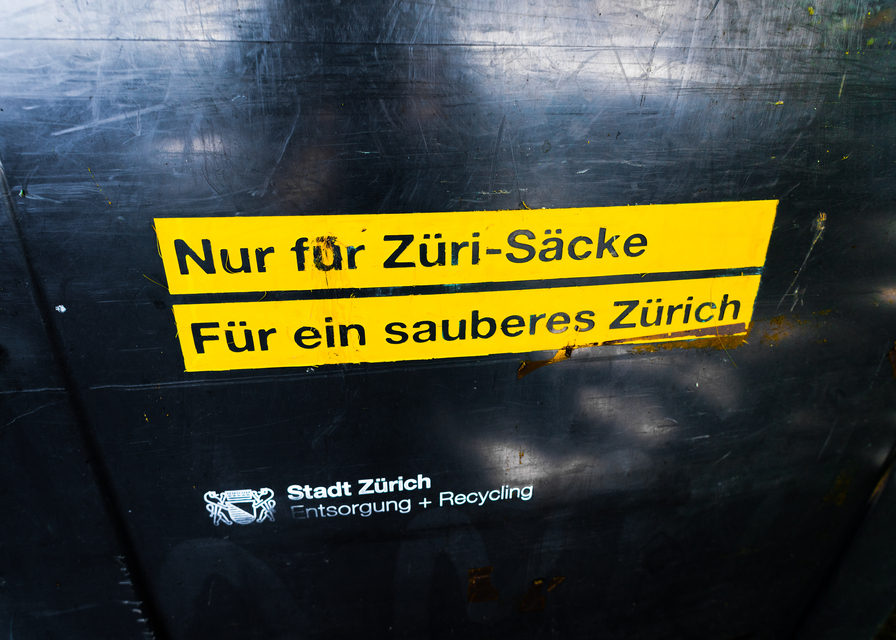 Nur für Züri-Säcke
Für ein sauberes Zürich
Stadt Zürich
Entsorgung + Recycling